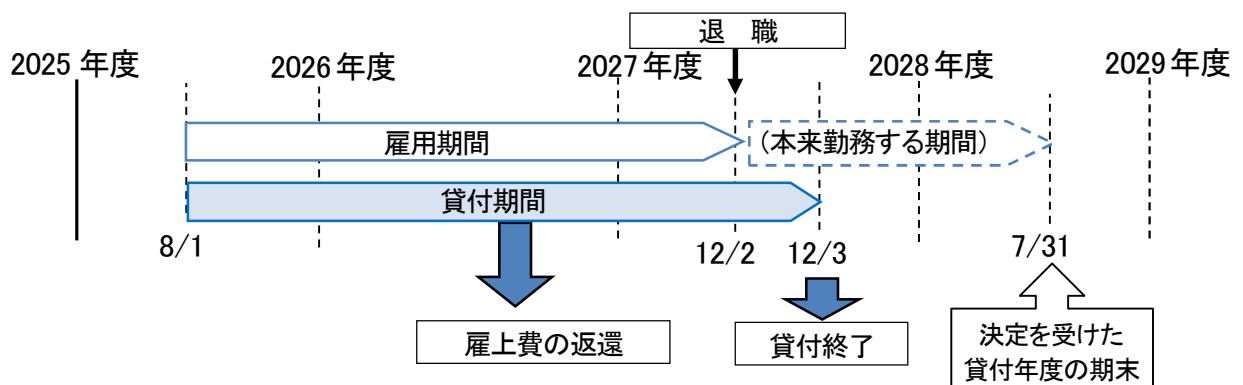 退　職
2025 年度
2026 年度
2027 年度
2028 年度
2029 年度
雇用期間
（本来勤務する期間）
貸付期間
8/1
12/2
12/3
7/31
雇上費の返還
貸付終了
決定を受けた
貸付年度の期末